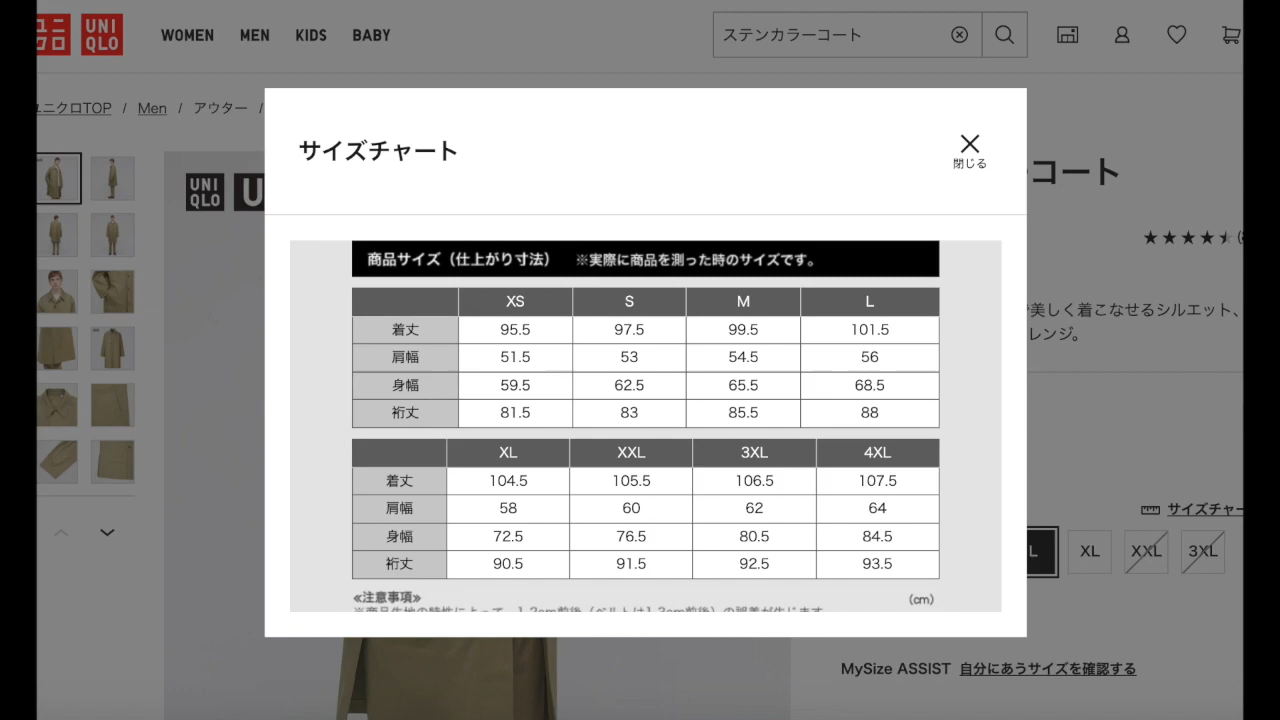 ユニクロ UNI QLO WOMEN MEN KIDS BABY ステンカラーコート
ユニクロTOP / Men / アウター /
サイズチャート
閉じる
コート
UNI QLO U
★★★★★
商品サイズ（仕上がり寸法） ※実際に商品を測った時のサイズです。
XS S M L
着丈 95.5 97.5 99.5 101.5
肩幅 51.5 53 54.5 56
身幅 59.5 62.5 65.5 68.5
裄丈 81.5 83 85.5 88
美しく着こなせるシルエット、
レンジ。
XL XXL 3XL 4XL
着丈 104.5 105.5 106.5 107.5
肩幅 58 60 62 64
身幅 72.5 76.5 80.5 84.5
裄丈 90.5 91.5 92.5 93.5
サイズチャー
L XL XXL 3XL
≪注意事項≫ (cm)
MySize ASSIST 自分にあうサイズを確認する